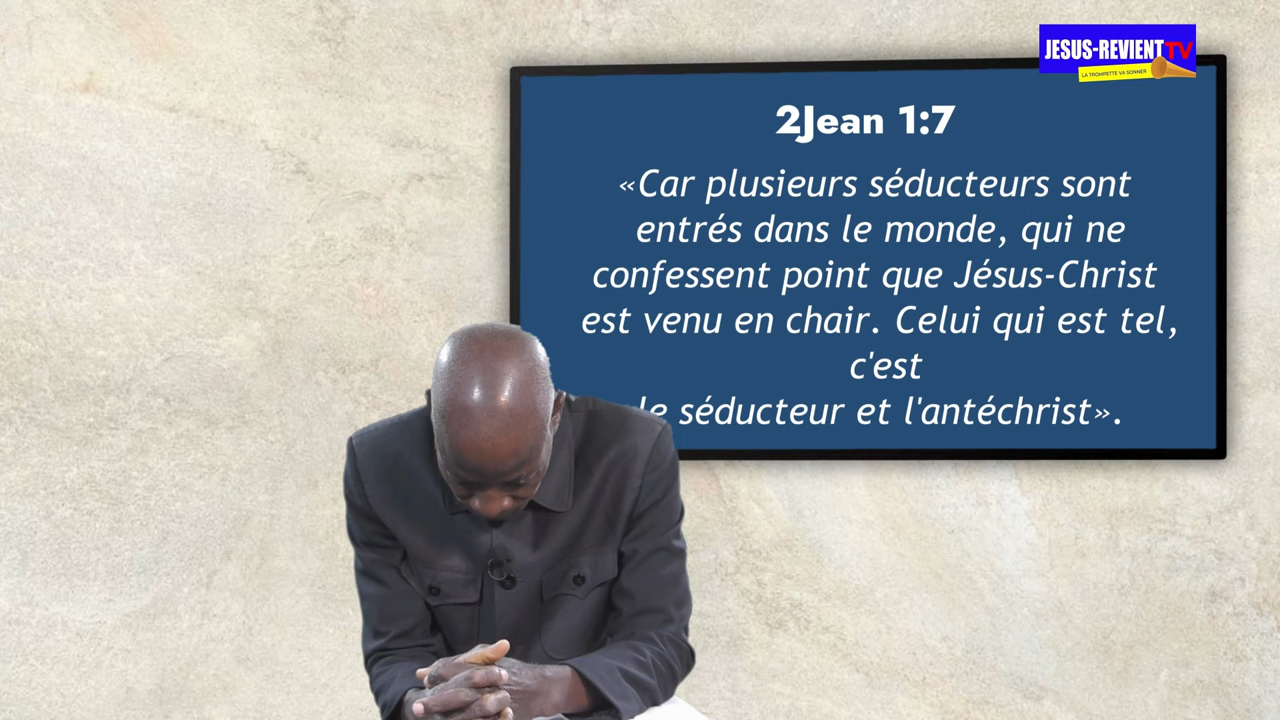 JESUS-REVIENT TV
LA TROMPETTE VA SONNER
2Jean 1:7
«Car plusieurs séducteurs sont
entrés dans le monde, qui ne
confessent point que Jésus-Christ
est venu en chair. Celui qui est tel,
c'est
le séducteur et l'antéchrist».